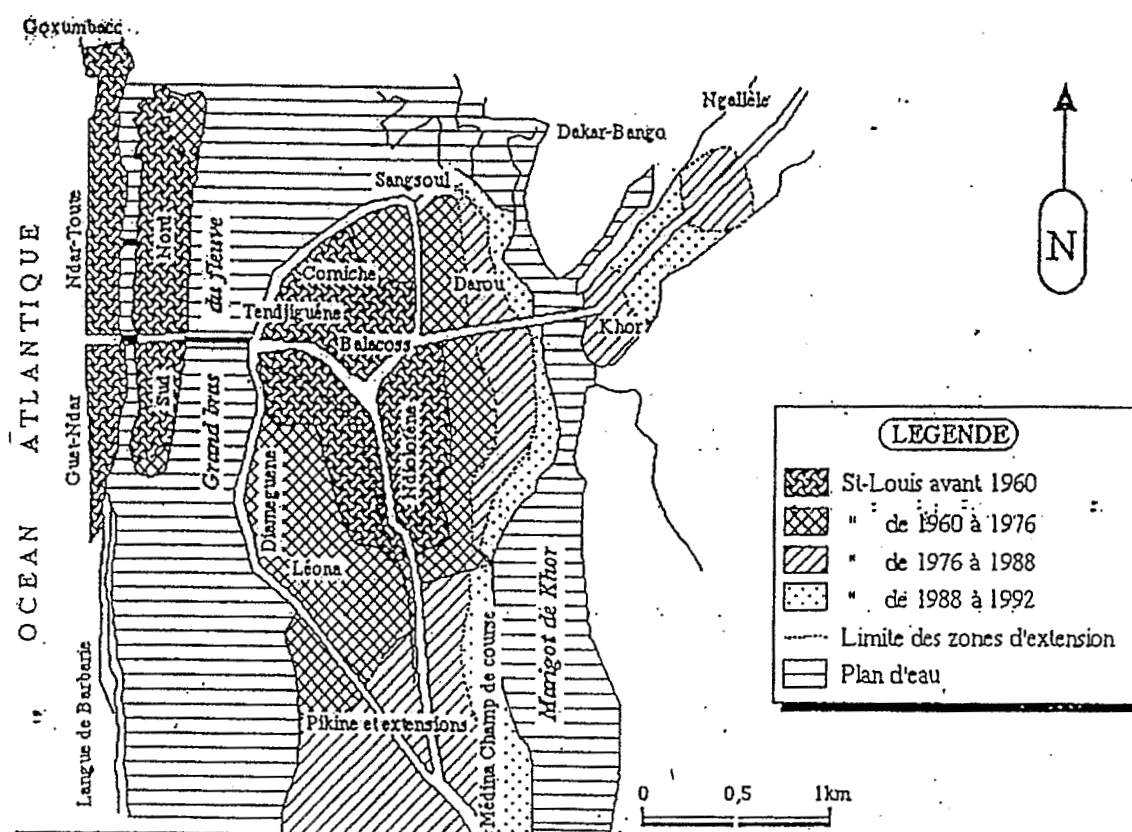 Goxumbacc
Ngallèle
Dakar-Bango
Sangsoul
OCEAN ATLANTIQUE
Ndar-Toute
Nord
Grand bras du fleuve
Corniche
Darou
Tendjiguène
Balacoss
Khor
N
Guet-Ndar
Sud
Ndiolofène
Diameguène
Léona
Marigot de Khor
Langue de Barbarie
Pikine et extensions
Médina Champ de course
LEGENDE
St-Louis avant 1960
" de 1960 à 1976
" de 1976 à 1988
" de 1988 à 1992
Limite des zones d'extension
Plan d'eau
0 0,5 1km